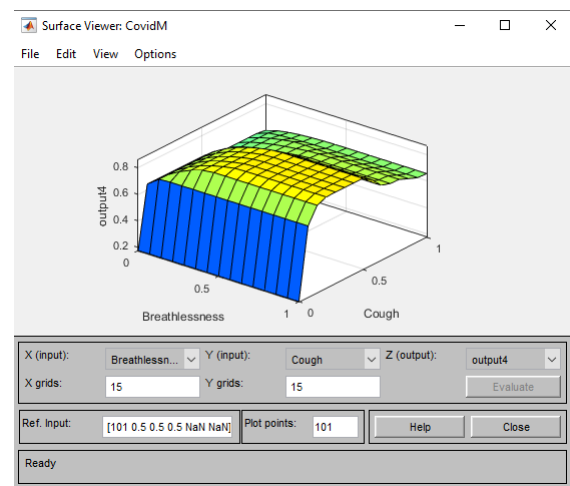 Surface Viewer: CovidM
File Edit View Options
0.8
0.6
0.4
0.2
output4
0
0.5
1
Breathlessness
0
0.5
1
Cough
X (input): Breathlessn... Y (input): Cough Z (output): output4
X grids: 15 Y grids: 15 Evaluate
Ref. Input: [101 0.5 0.5 0.5 NaN NaN] Plot points: 101 Help Close
Ready